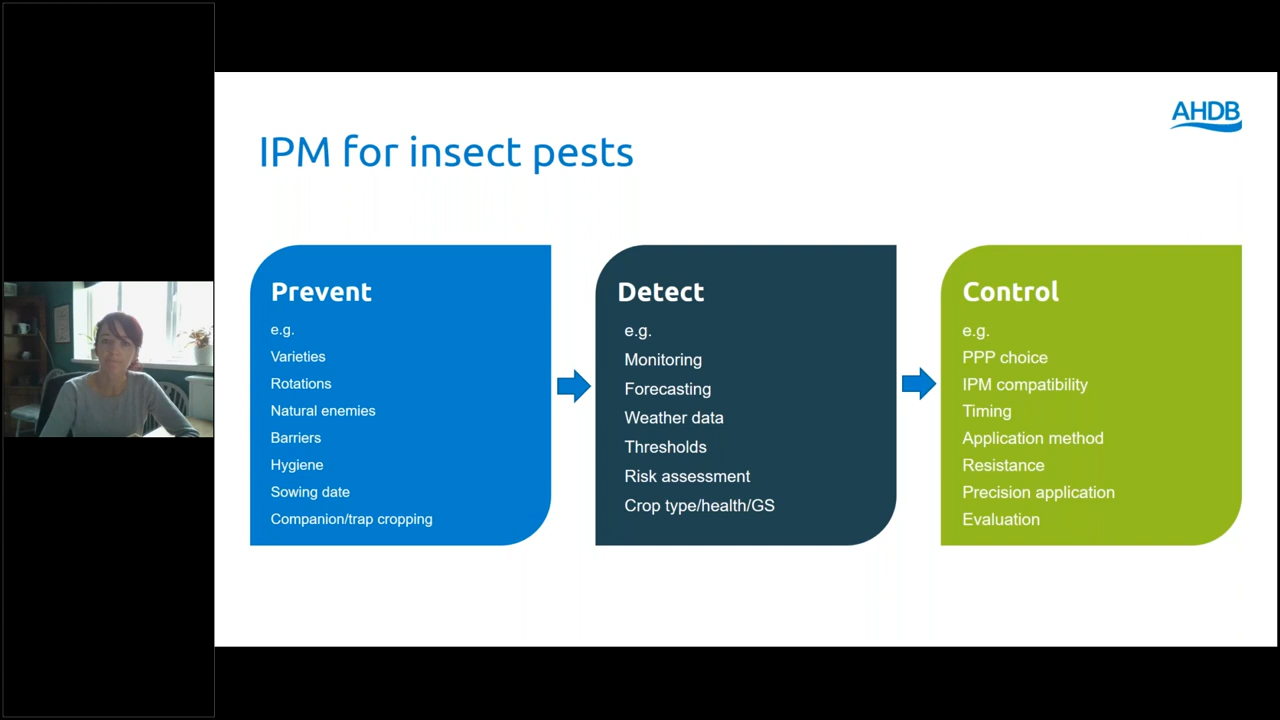 AHDB
IPM for insect pests
Prevent
e.g.
Varieties
Rotations
Natural enemies
Barriers
Hygiene
Sowing date
Companion/trap cropping
Detect
e.g.
Monitoring
Forecasting
Weather data
Thresholds
Risk assessment
Crop type/health/GS
Control
e.g.
PPP choice
IPM compatibility
Timing
Application method
Resistance
Precision application
Evaluation